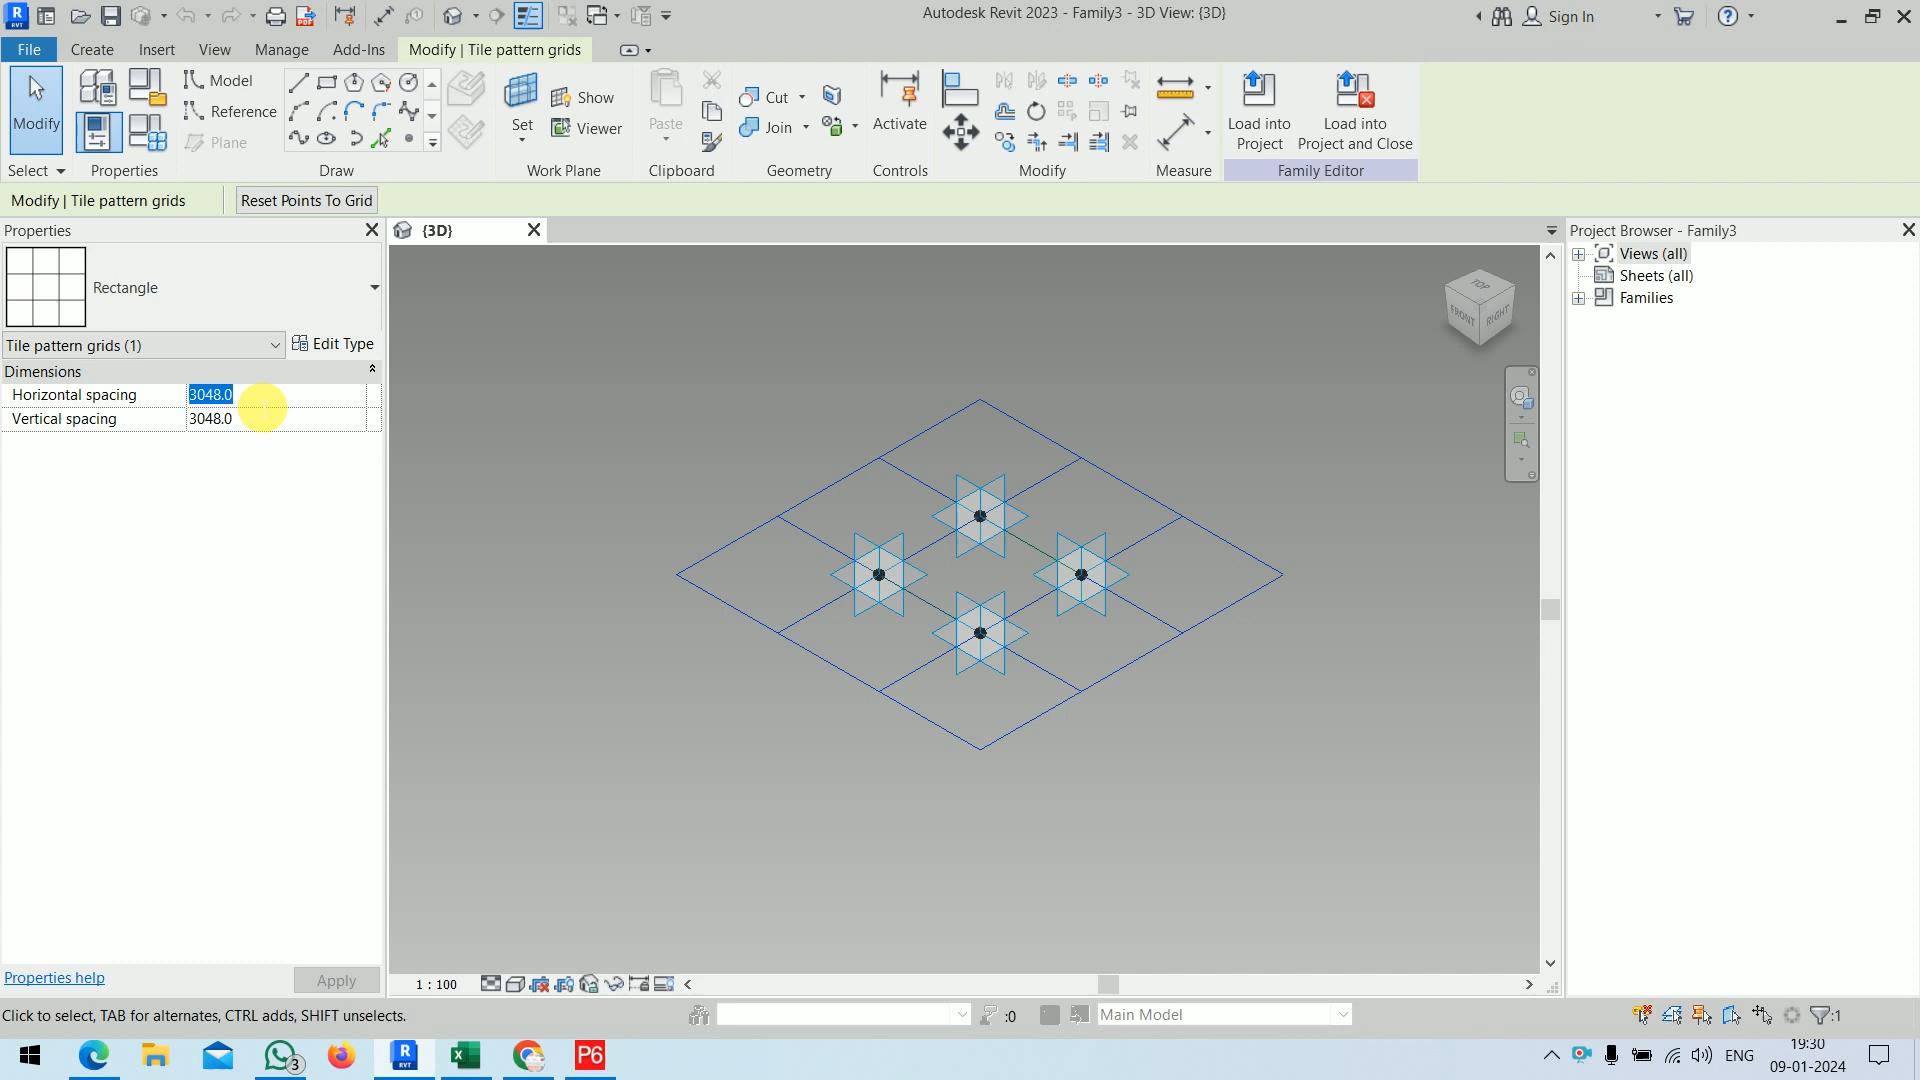 Autodesk Revit 2023 - Family3 - 3D View: {3D}
Sign In
File Create Insert View Manage Add-Ins Modify | Tile pattern grids
Modify
Model
Reference
Plane
Set
Show
Viewer
Paste
Cut
Join
Activate
Load into
Project
Load into
Project and Close
Select Properties Draw Work Plane Clipboard Geometry Controls Modify Measure Family Editor
Modify | Tile pattern grids
Reset Points To Grid
Properties
{3D}
Project Browser - Family3
Rectangle
Views (all)
Sheets (all)
Families
TOP
FRONT
RIGHT
Tile pattern grids (1)
Edit Type
Dimensions
Horizontal spacing 3048.0
Vertical spacing 3048.0
Properties help
Apply
1 : 100
Click to select, TAB for alternates, CTRL adds, SHIFT unselects.
:0
Main Model
:1
3
P6
ENG
19:30
09-01-2024